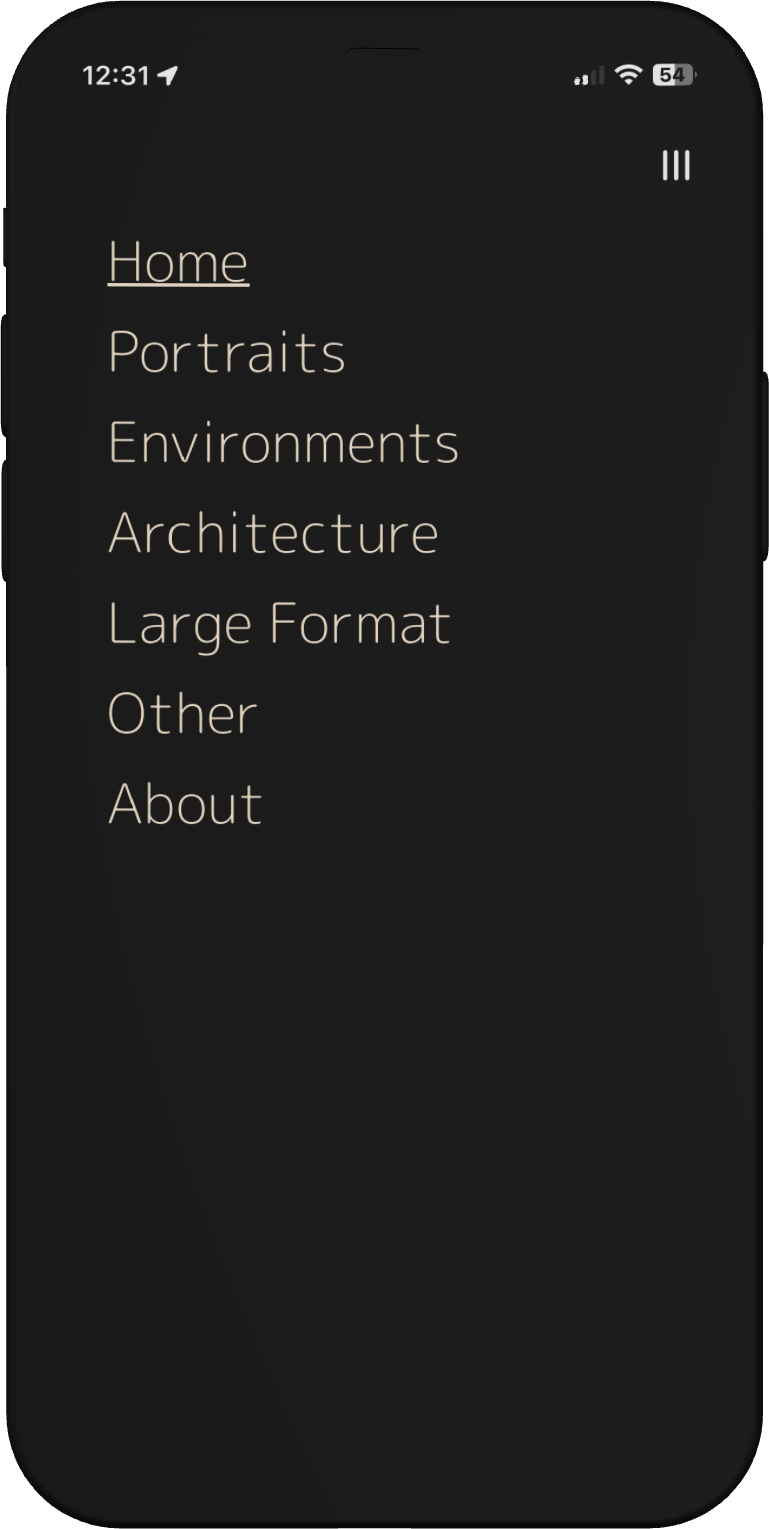 12:31
54
Home
Portraits
Environments
Architecture
Large Format
Other
About